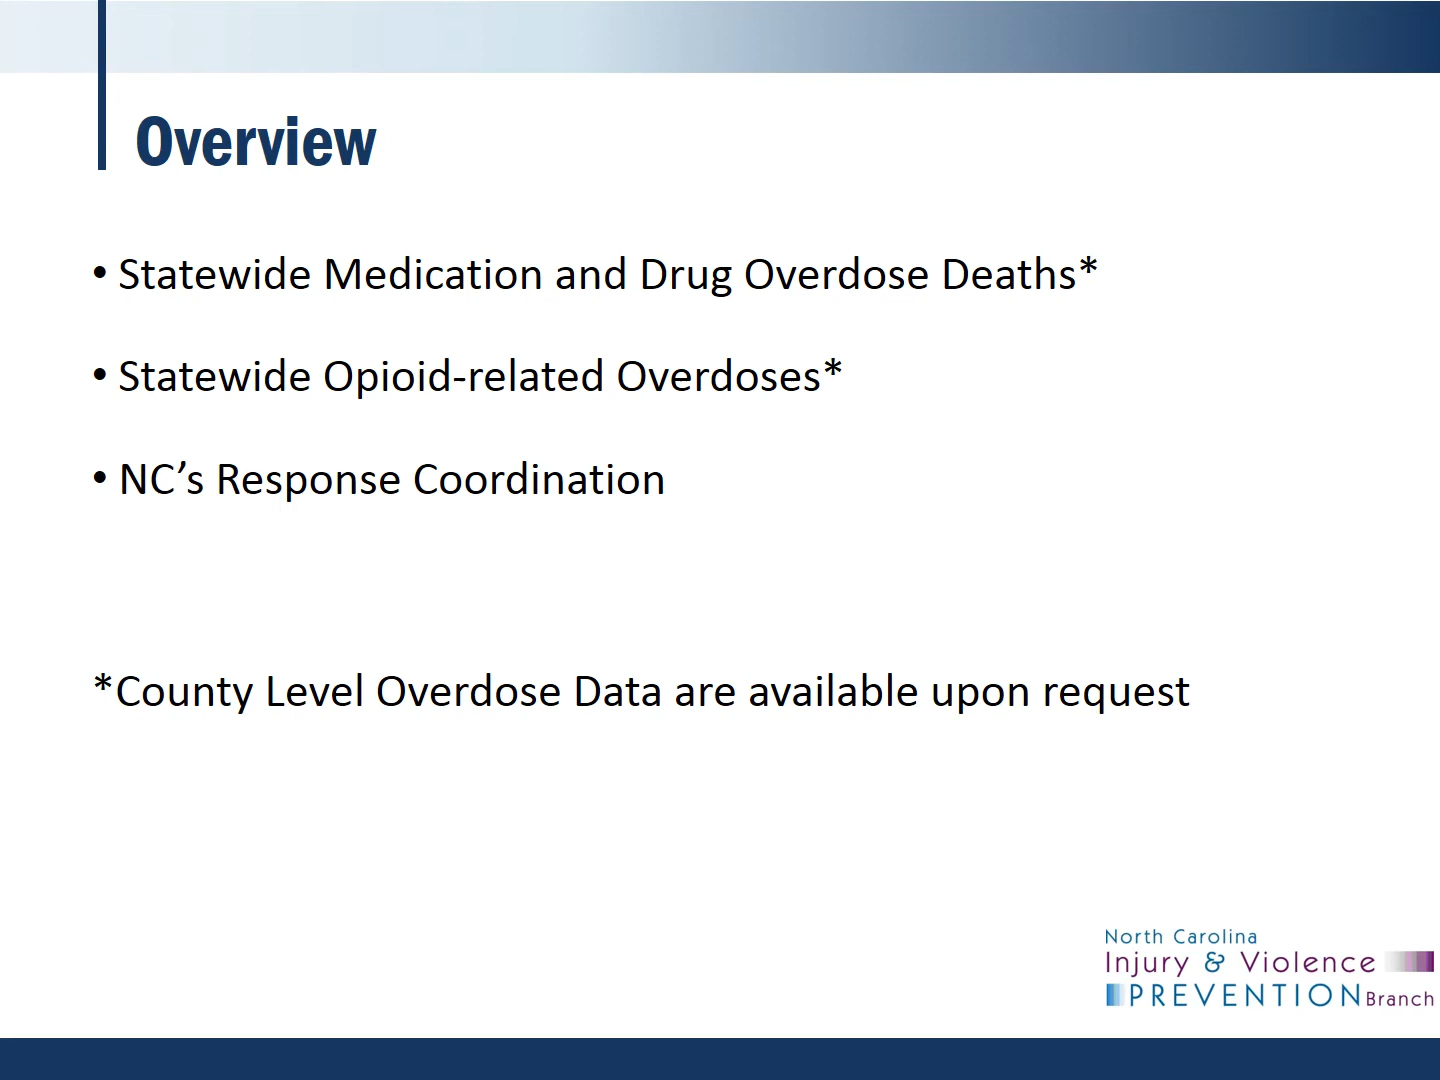 Overview
• Statewide Medication and Drug Overdose Deaths*
• Statewide Opioid-related Overdoses*
• NC’s Response Coordination
*County Level Overdose Data are available upon request
North Carolina
Injury & Violence
PREVENTION Branch